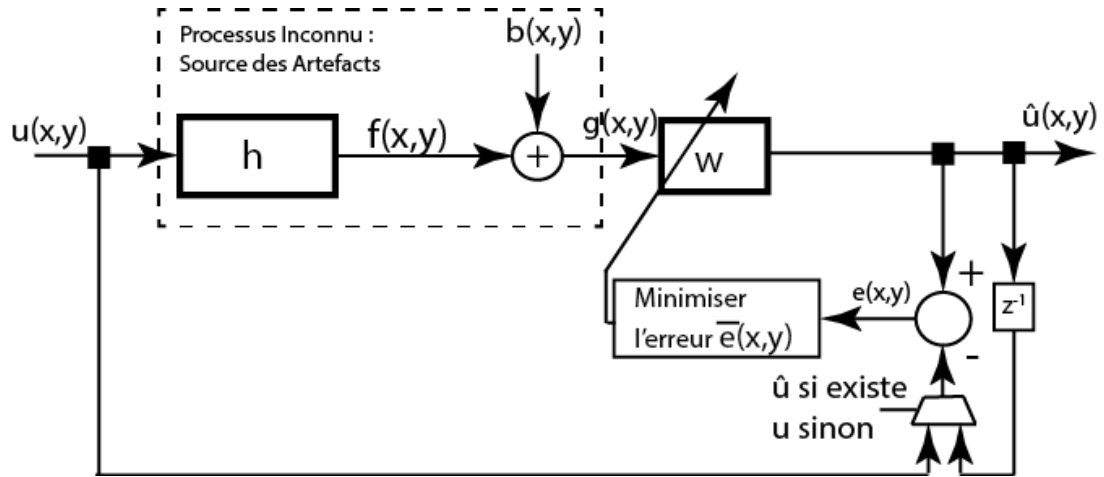 Processus Inconnu :
Source des Artefacts
b(x,y)
u(x,y)
h
f(x,y)
+
g(x,y)
w
û(x,y)
Minimiser
l'erreur e̅(x,y)
e(x,y)
+
-
z⁻¹
û si existe
u sinon